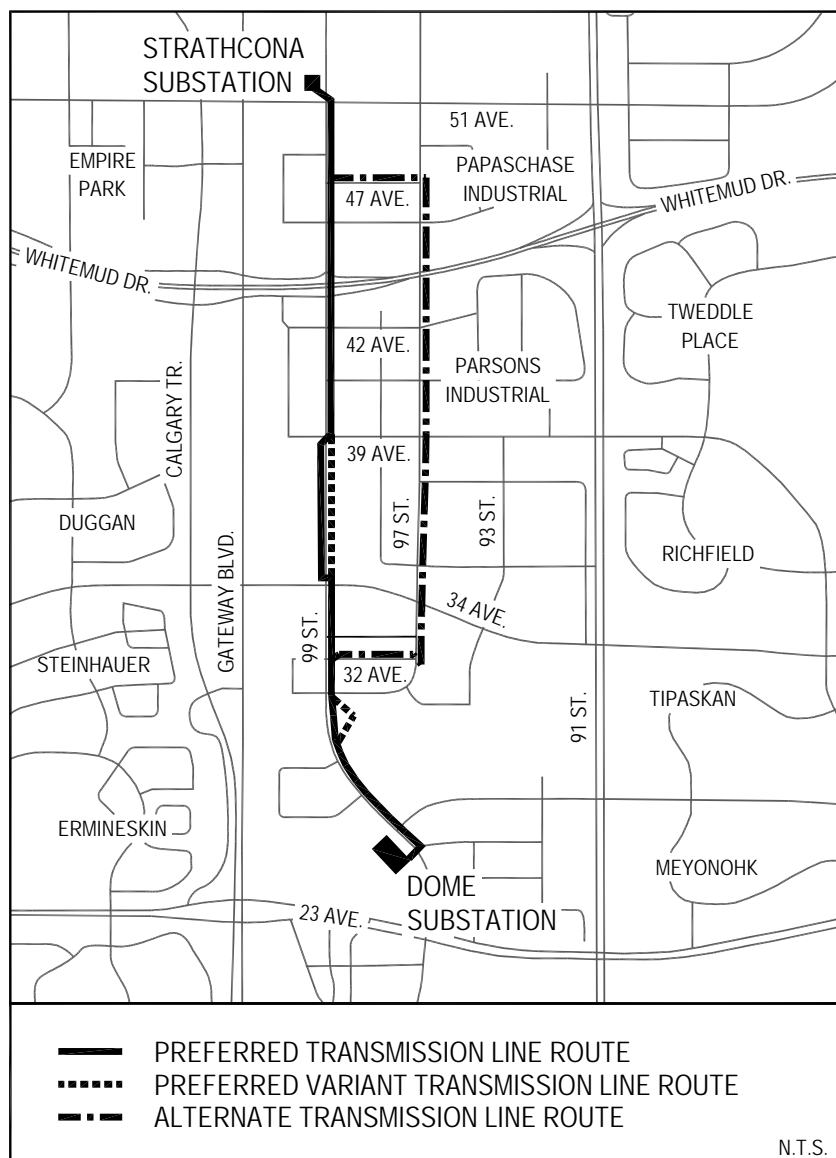 STRATHCONA
SUBSTATION
51 AVE.
EMPIRE
PARK
PAPASCHASE
INDUSTRIAL
47 AVE.
WHITEMUD DR.
WHITEMUD DR.
TWEDDLE
PLACE
42 AVE.
PARSONS
INDUSTRIAL
CALGARY TR.
39 AVE.
DUGGAN
97 ST.
93 ST.
RICHFIELD
GATEWAY BLVD.
34 AVE.
99 ST.
STEINHAUER
32 AVE.
TIPASKAN
91 ST.
ERMINESKIN
MEYONOHK
DOME
SUBSTATION
23 AVE.
PREFERRED TRANSMISSION LINE ROUTE
PREFERRED VARIANT TRANSMISSION LINE ROUTE
ALTERNATE TRANSMISSION LINE ROUTE
N.T.S.